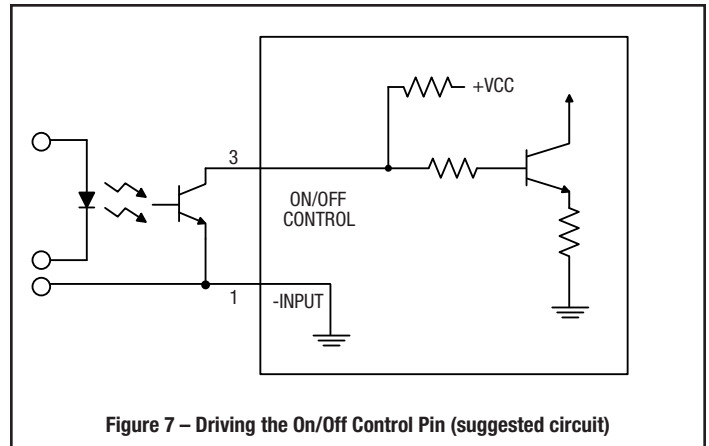 +VCC
3
ON/OFF
CONTROL
1
-INPUT
Figure 7 – Driving the On/Off Control Pin (suggested circuit)